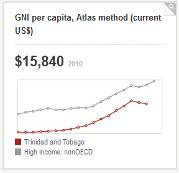 GNI per capita, Atlas method (current
US$)
$15,840 2010
Trinidad and Tobago
High income: nonOECD